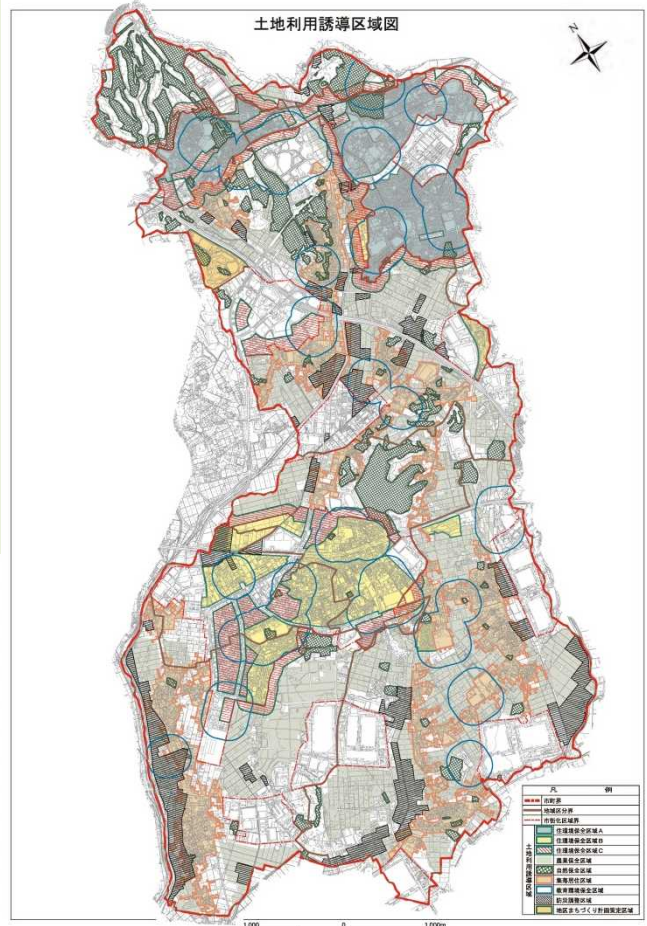 土地利用誘導区域図
N
凡　例
市町界
地域区分界
市街化区域界
土地利用誘導区域
住環境保全区域A
住環境保全区域B
住環境保全区域C
農業保全区域
自然保全区域
集落居住区域
教育環境保全区域
防災調整区域
地区まちづくり計画策定区域
1,000 0 1,000m